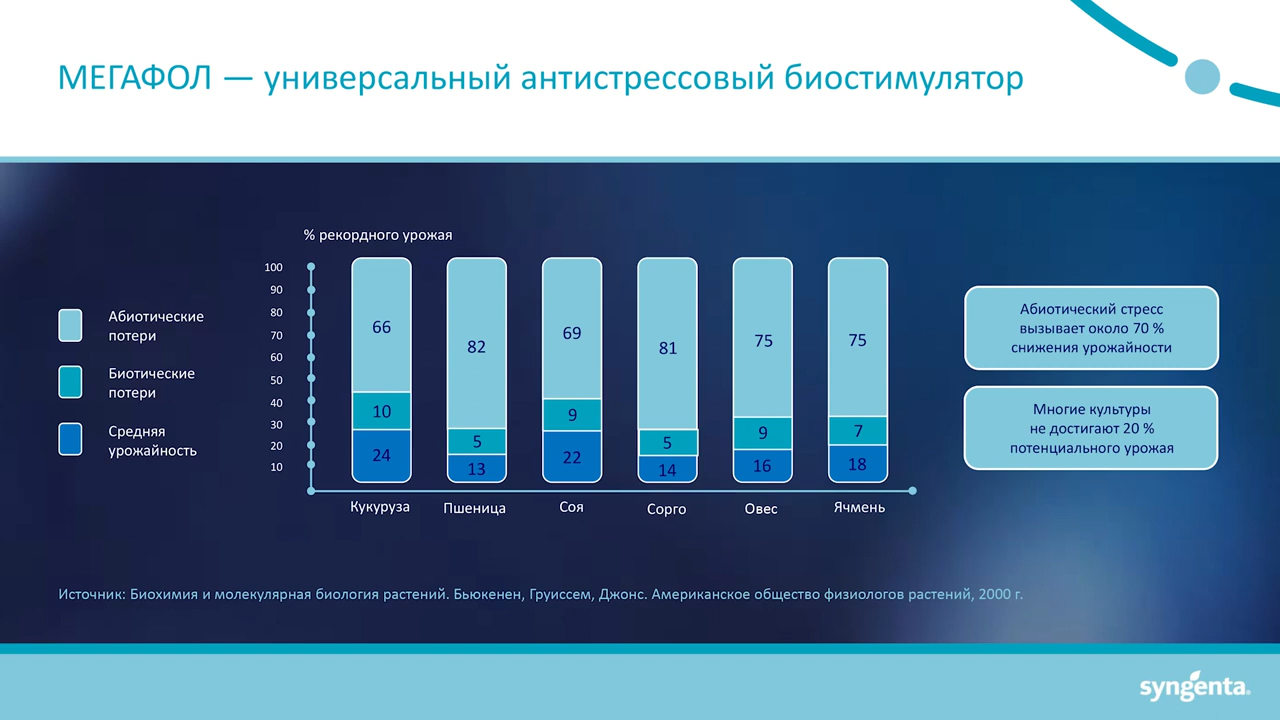 МЕГАФОЛ — универсальный антистрессовый биостимулятор
% рекордного урожая
100
90
80
70
60
50
40
30
20
10
Абиотические
потери
Биотические
потери
Средняя
урожайность
66
10
24
82
5
13
69
9
22
81
5
14
75
9
16
75
7
18
Кукуруза
Пшеница
Соя
Сорго
Овес
Ячмень
Абиотический стресс
вызывает около 70 %
снижения урожайности
Многие культуры
не достигают 20 %
потенциального урожая
Источник: Биохимия и молекулярная биология растений. Бьюкенен, Груиссем, Джонс. Американское общество физиологов растений, 2000 г.
syngenta.